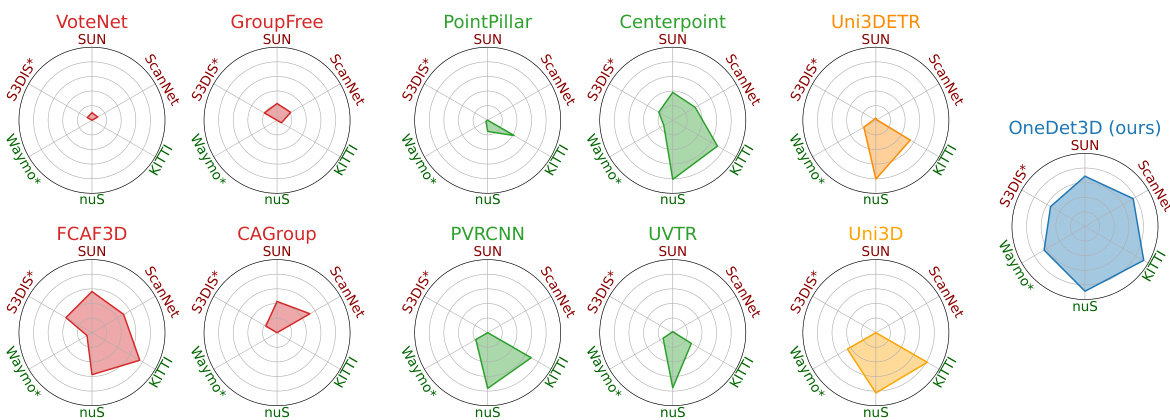 VoteNet
SUN
ScanNet
KITTI
nuS
Waymo*
S3DIS*
GroupFree
SUN
ScanNet
KITTI
nuS
Waymo*
S3DIS*
PointPillar
SUN
ScanNet
KITTI
nuS
Waymo*
S3DIS*
Centerpoint
SUN
ScanNet
KITTI
nuS
Waymo*
S3DIS*
Uni3DETR
SUN
ScanNet
KITTI
nuS
Waymo*
S3DIS*
OneDet3D (ours)
SUN
ScanNet
KITTI
nuS
Waymo*
S3DIS*
FCAF3D
SUN
ScanNet
KITTI
nuS
Waymo*
S3DIS*
CAGroup
SUN
ScanNet
KITTI
nuS
Waymo*
S3DIS*
PVRCNN
SUN
ScanNet
KITTI
nuS
Waymo*
S3DIS*
UVTR
SUN
ScanNet
KITTI
nuS
Waymo*
S3DIS*
Uni3D
SUN
ScanNet
KITTI
nuS
Waymo*
S3DIS*